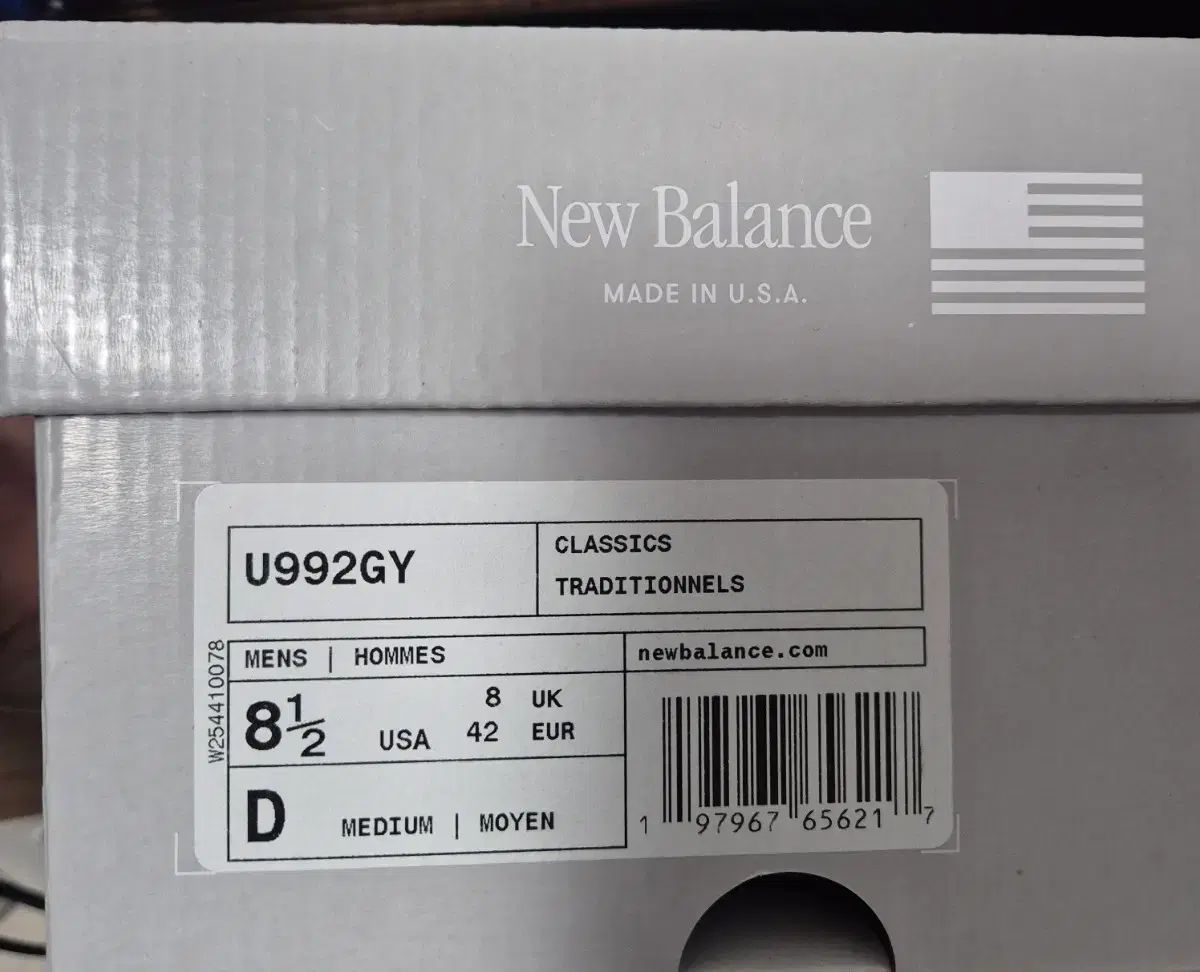 New Balance
MADE IN U.S.A.
U992GY
CLASSICS
TRADITIONNELS
MENS | HOMMES
newbalance.com
8½ USA
8 UK
42 EUR
D MEDIUM | MOYEN
W254410078
1 97967 65621 7